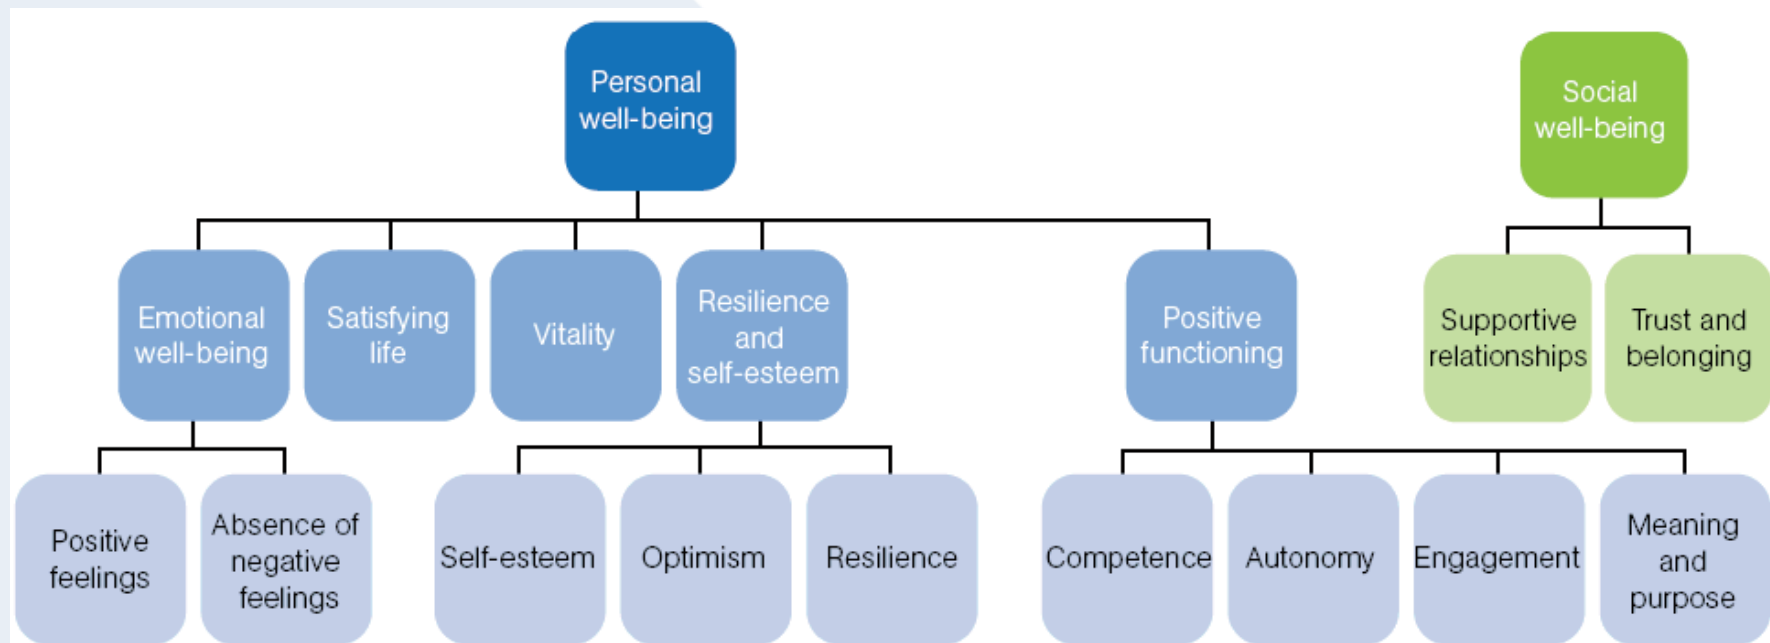 Personal
well-being
Social
well-being
Emotional
well-being
Satisfying
life
Vitality
Resilience
and
self-esteem
Positive
functioning
Supportive
relationships
Trust and
belonging
Positive
feelings
Absence of
negative
feelings
Self-esteem
Optimism
Resilience
Competence
Autonomy
Engagement
Meaning
and
purpose